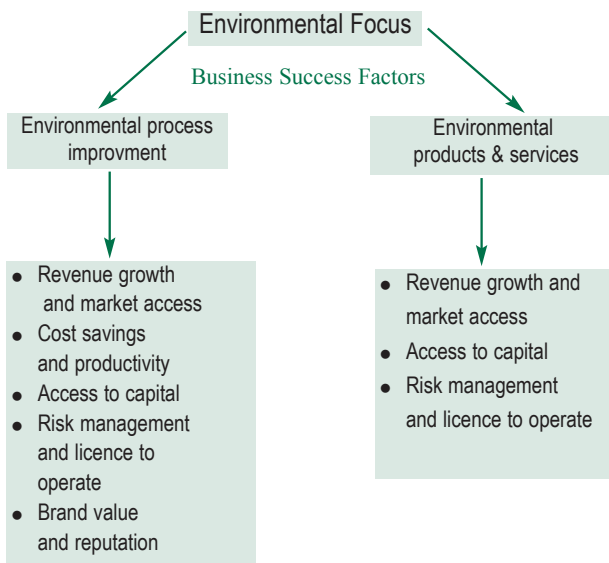 Environmental Focus
Business Success Factors
Environmental process
improvment
Environmental
products & services
● Revenue growth
and market access
● Cost savings
and productivity
● Access to capital
● Risk management
and licence to
operate
● Brand value
and reputation
● Revenue growth and
market access
● Access to capital
● Risk management
and licence to operate